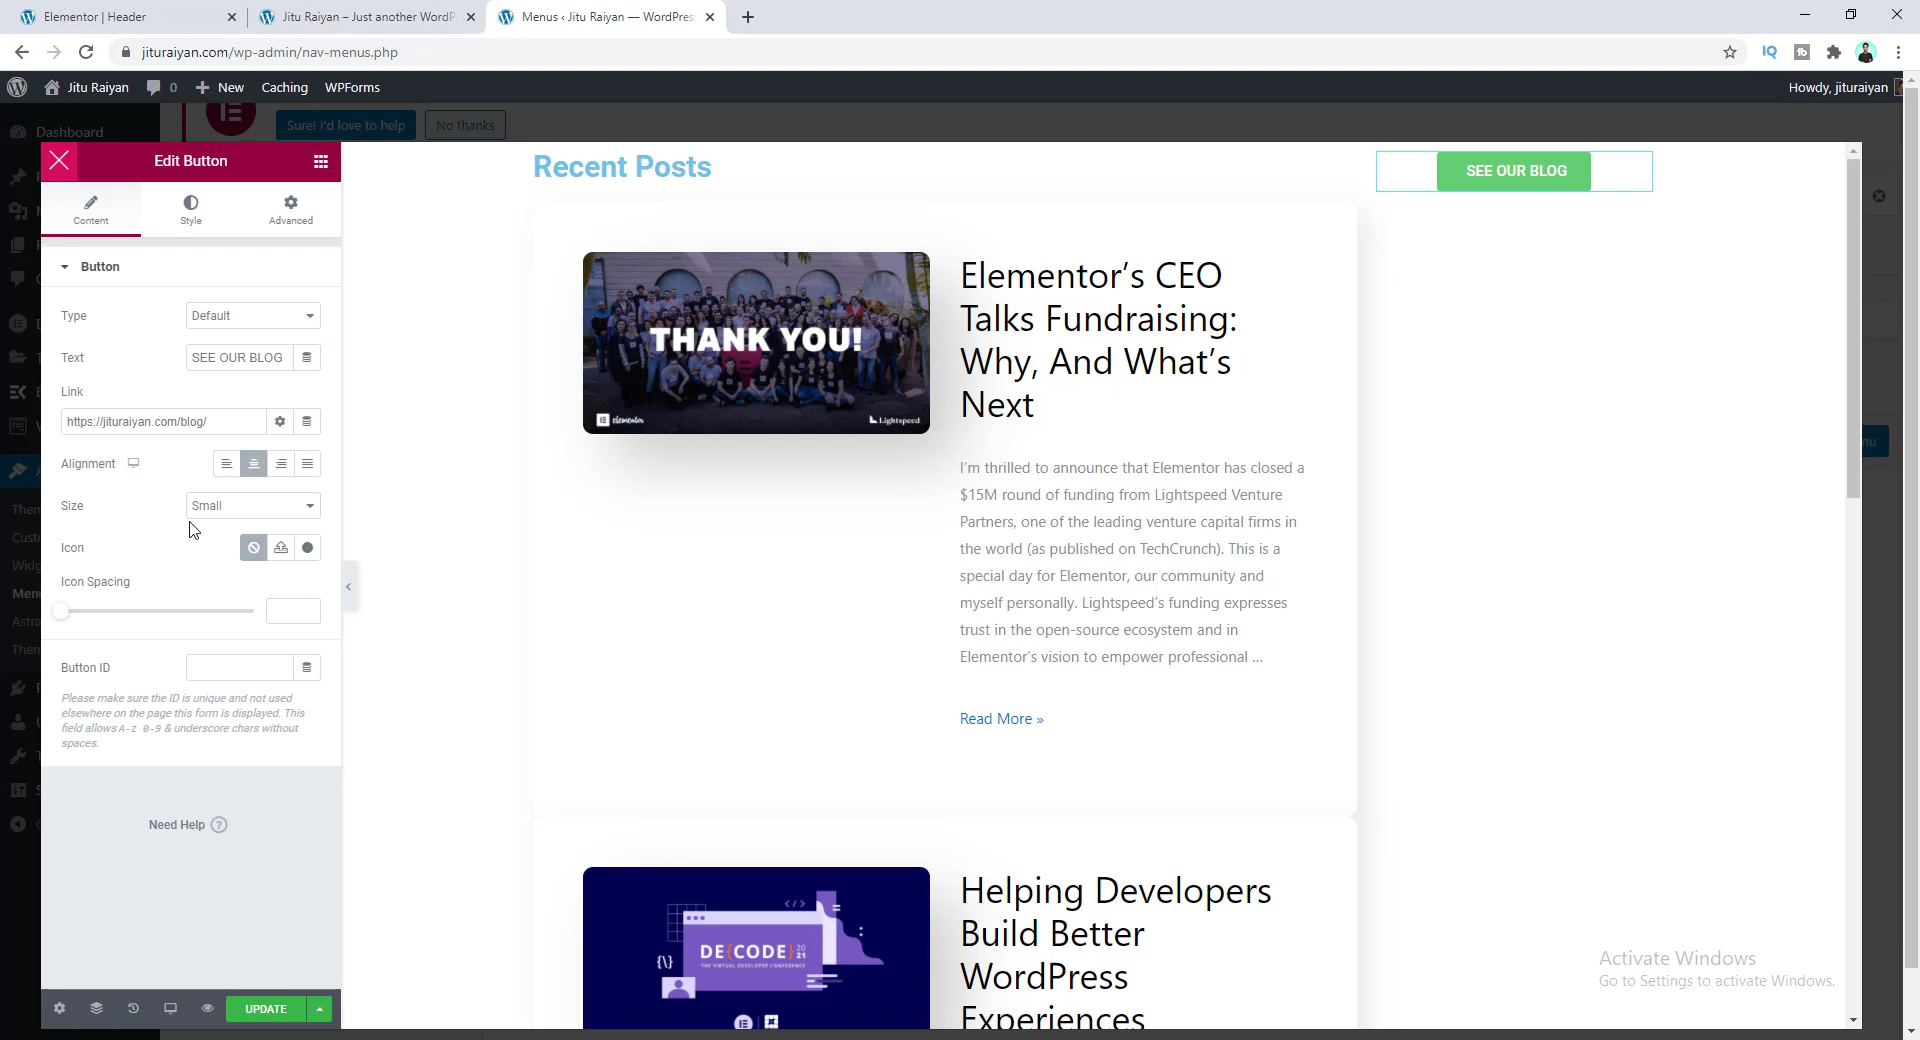 Elementor | Header
Jitu Raiyan – Just another WordP
Menus ‹ Jitu Raiyan — WordPres
jituraiyan.com/wp-admin/nav-menus.php
Jitu Raiyan
0
New
Caching
WPForms
Howdy, jituraiyan
Dashboard
Sure! I'd love to help
No thanks
Edit Button
Content
Style
Advanced
Button
Type
Default
Text
SEE OUR BLOG
Link
https://jituraiyan.com/blog/
Alignment
Size
Small
Icon
Icon Spacing
Button ID
Please make sure the ID is unique and not used
elsewhere on the page this form is displayed. This
field allows A-z 0-9 & underscore chars without
spaces.
Need Help
UPDATE
Recent Posts
SEE OUR BLOG
THANK YOU!
elementor
Lightspeed
Elementor's CEO
Talks Fundraising:
Why, And What's
Next
I'm thrilled to announce that Elementor has closed a
$15M round of funding from Lightspeed Venture
Partners, one of the leading venture capital firms in
the world (as published on TechCrunch). This is a
special day for Elementor, our community and
myself personally. Lightspeed's funding expresses
trust in the open-source ecosystem and in
Elementor's vision to empower professional ...
Read More »
DE{CODE} 2021
THE VIRTUAL DEVELOPER CONFERENCE
Helping Developers
Build Better
WordPress
Experiences
Activate Windows
Go to Settings to activate Windows.